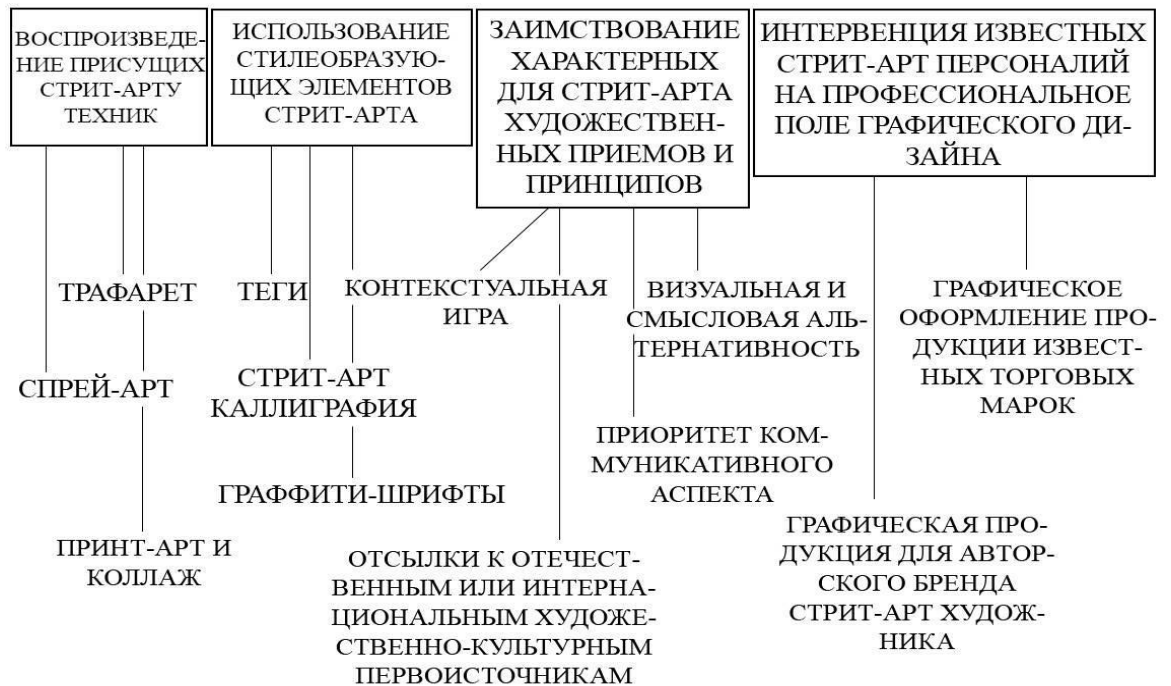 ВОСПРОИЗВЕДЕ-
НИЕ ПРИСУЩИХ
СТРИТ-АРТУ
ТЕХНИК
ИСПОЛЬЗОВАНИЕ
СТИЛЕОБРАЗУЮ-
ЩИХ ЭЛЕМЕНТОВ
СТРИТ-АРТА
ЗАИМСТВОВАНИЕ
ХАРАКТЕРНЫХ
ДЛЯ СТРИТ-АРТА
ХУДОЖЕСТВЕН-
НЫХ ПРИЕМОВ И
ПРИНЦИПОВ
ИНТЕРВЕНЦИЯ ИЗВЕСТНЫХ
СТРИТ-АРТ ПЕРСОНАЛИЙ
НА ПРОФЕССИОНАЛЬНОЕ
ПОЛЕ ГРАФИЧЕСКОГО ДИ-
ЗАЙНА
ТРАФАРЕТ
СПРЕЙ-АРТ
ПРИНТ-АРТ И
КОЛЛАЖ
ТЕГИ
СТРИТ-АРТ
КАЛЛИГРАФИЯ
ГРАФФИТИ-ШРИФТЫ
КОНТЕКСТУАЛЬНАЯ
ИГРА
ВИЗУАЛЬНАЯ И
СМЫСЛОВАЯ АЛЬ-
ТЕРНАТИВНОСТЬ
ПРИОРИТЕТ КОМ-
МУНИКАТИВНОГО
АСПЕКТА
ОТСЫЛКИ К ОТЕЧЕСТ-
ВЕННЫМ ИЛИ ИНТЕРНА-
ЦИОНАЛЬНЫМ ХУДОЖЕ-
СТВЕННО-КУЛЬТУРНЫМ
ПЕРВОИСТОЧНИКАМ
ГРАФИЧЕСКОЕ
ОФОРМЛЕНИЕ ПРО-
ДУКЦИИ ИЗВЕСТ-
НЫХ ТОРГОВЫХ
МАРОК
ГРАФИЧЕСКАЯ ПРО-
ДУКЦИЯ ДЛЯ АВТОР-
СКОГО БРЕНДА
СТРИТ-АРТ ХУДОЖ-
НИКА